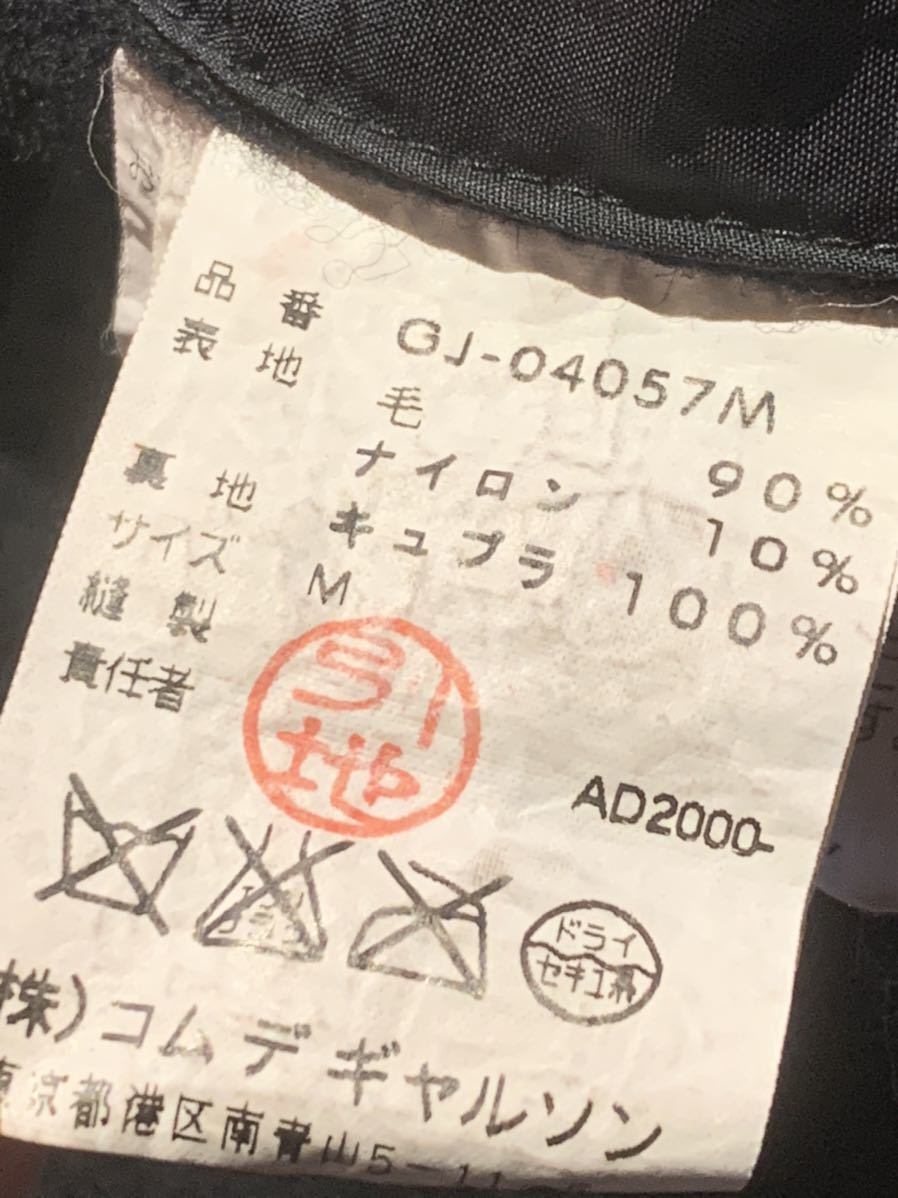 品番 GJ-04057M
表地 毛 90%
ナイロン 10%
裏地 キュプラ 100%
サイズ M
縫製
責任者
引地
AD2000
ドライ
セキユ系
株)コムデギャルソン
東京都港区南青山5-11